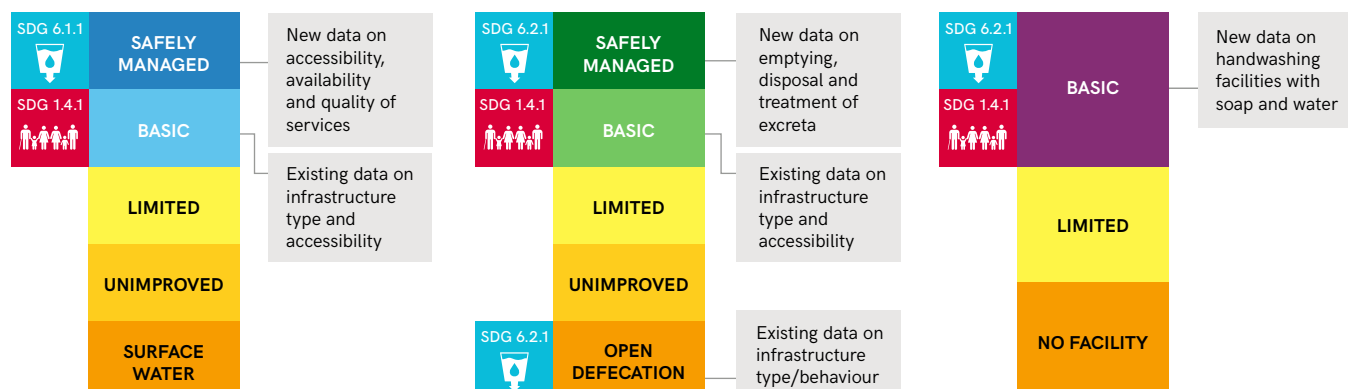 SDG 6.1.1
SAFELY
MANAGED
New data on
accessibility,
availability
and quality of
services
SDG 1.4.1
BASIC
Existing data on
infrastructure
type and
accessibility
LIMITED
UNIMPROVED
SURFACE
WATER
SDG 6.2.1
SAFELY
MANAGED
New data on
emptying,
disposal and
treatment of
excreta
SDG 1.4.1
BASIC
Existing data on
infrastructure
type and
accessibility
LIMITED
UNIMPROVED
SDG 6.2.1
OPEN
DEFECATION
Existing data on
infrastructure
type/behaviour
SDG 6.2.1
SDG 1.4.1
BASIC
New data on
handwashing
facilities with
soap and water
LIMITED
NO FACILITY